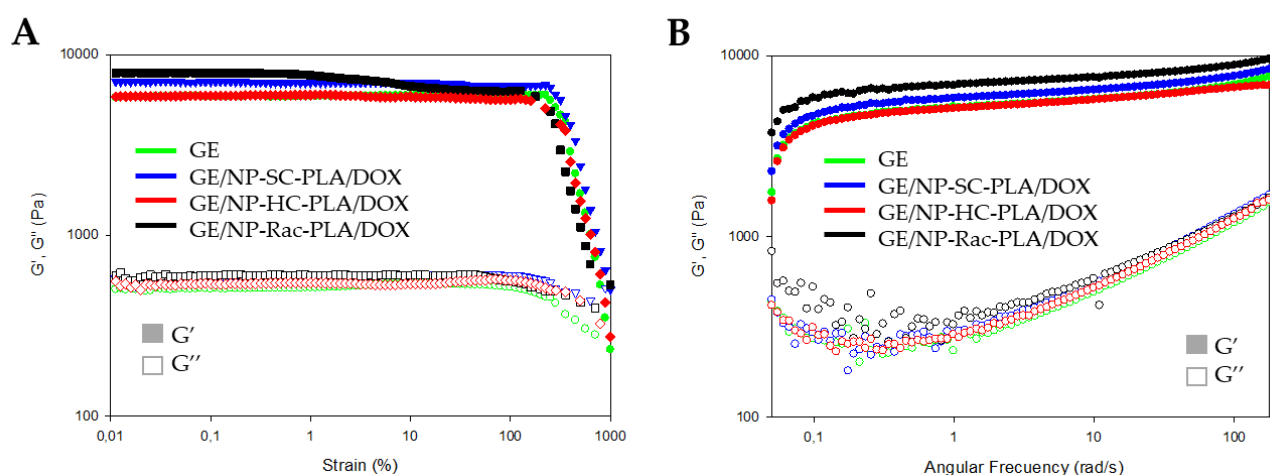 A
10000
1000
100
G′, G′′ (Pa)
GE
GE/NP-SC-PLA/DOX
GE/NP-HC-PLA/DOX
GE/NP-Rac-PLA/DOX
G′
G′′
0,01 0,1 1 10 100 1000
Strain (%)
B
10000
1000
100
G′, G′′ (Pa)
GE
GE/NP-SC-PLA/DOX
GE/NP-HC-PLA/DOX
GE/NP-Rac-PLA/DOX
G′
G′′
0,1 1 10 100
Angular Frecuency (rad/s)